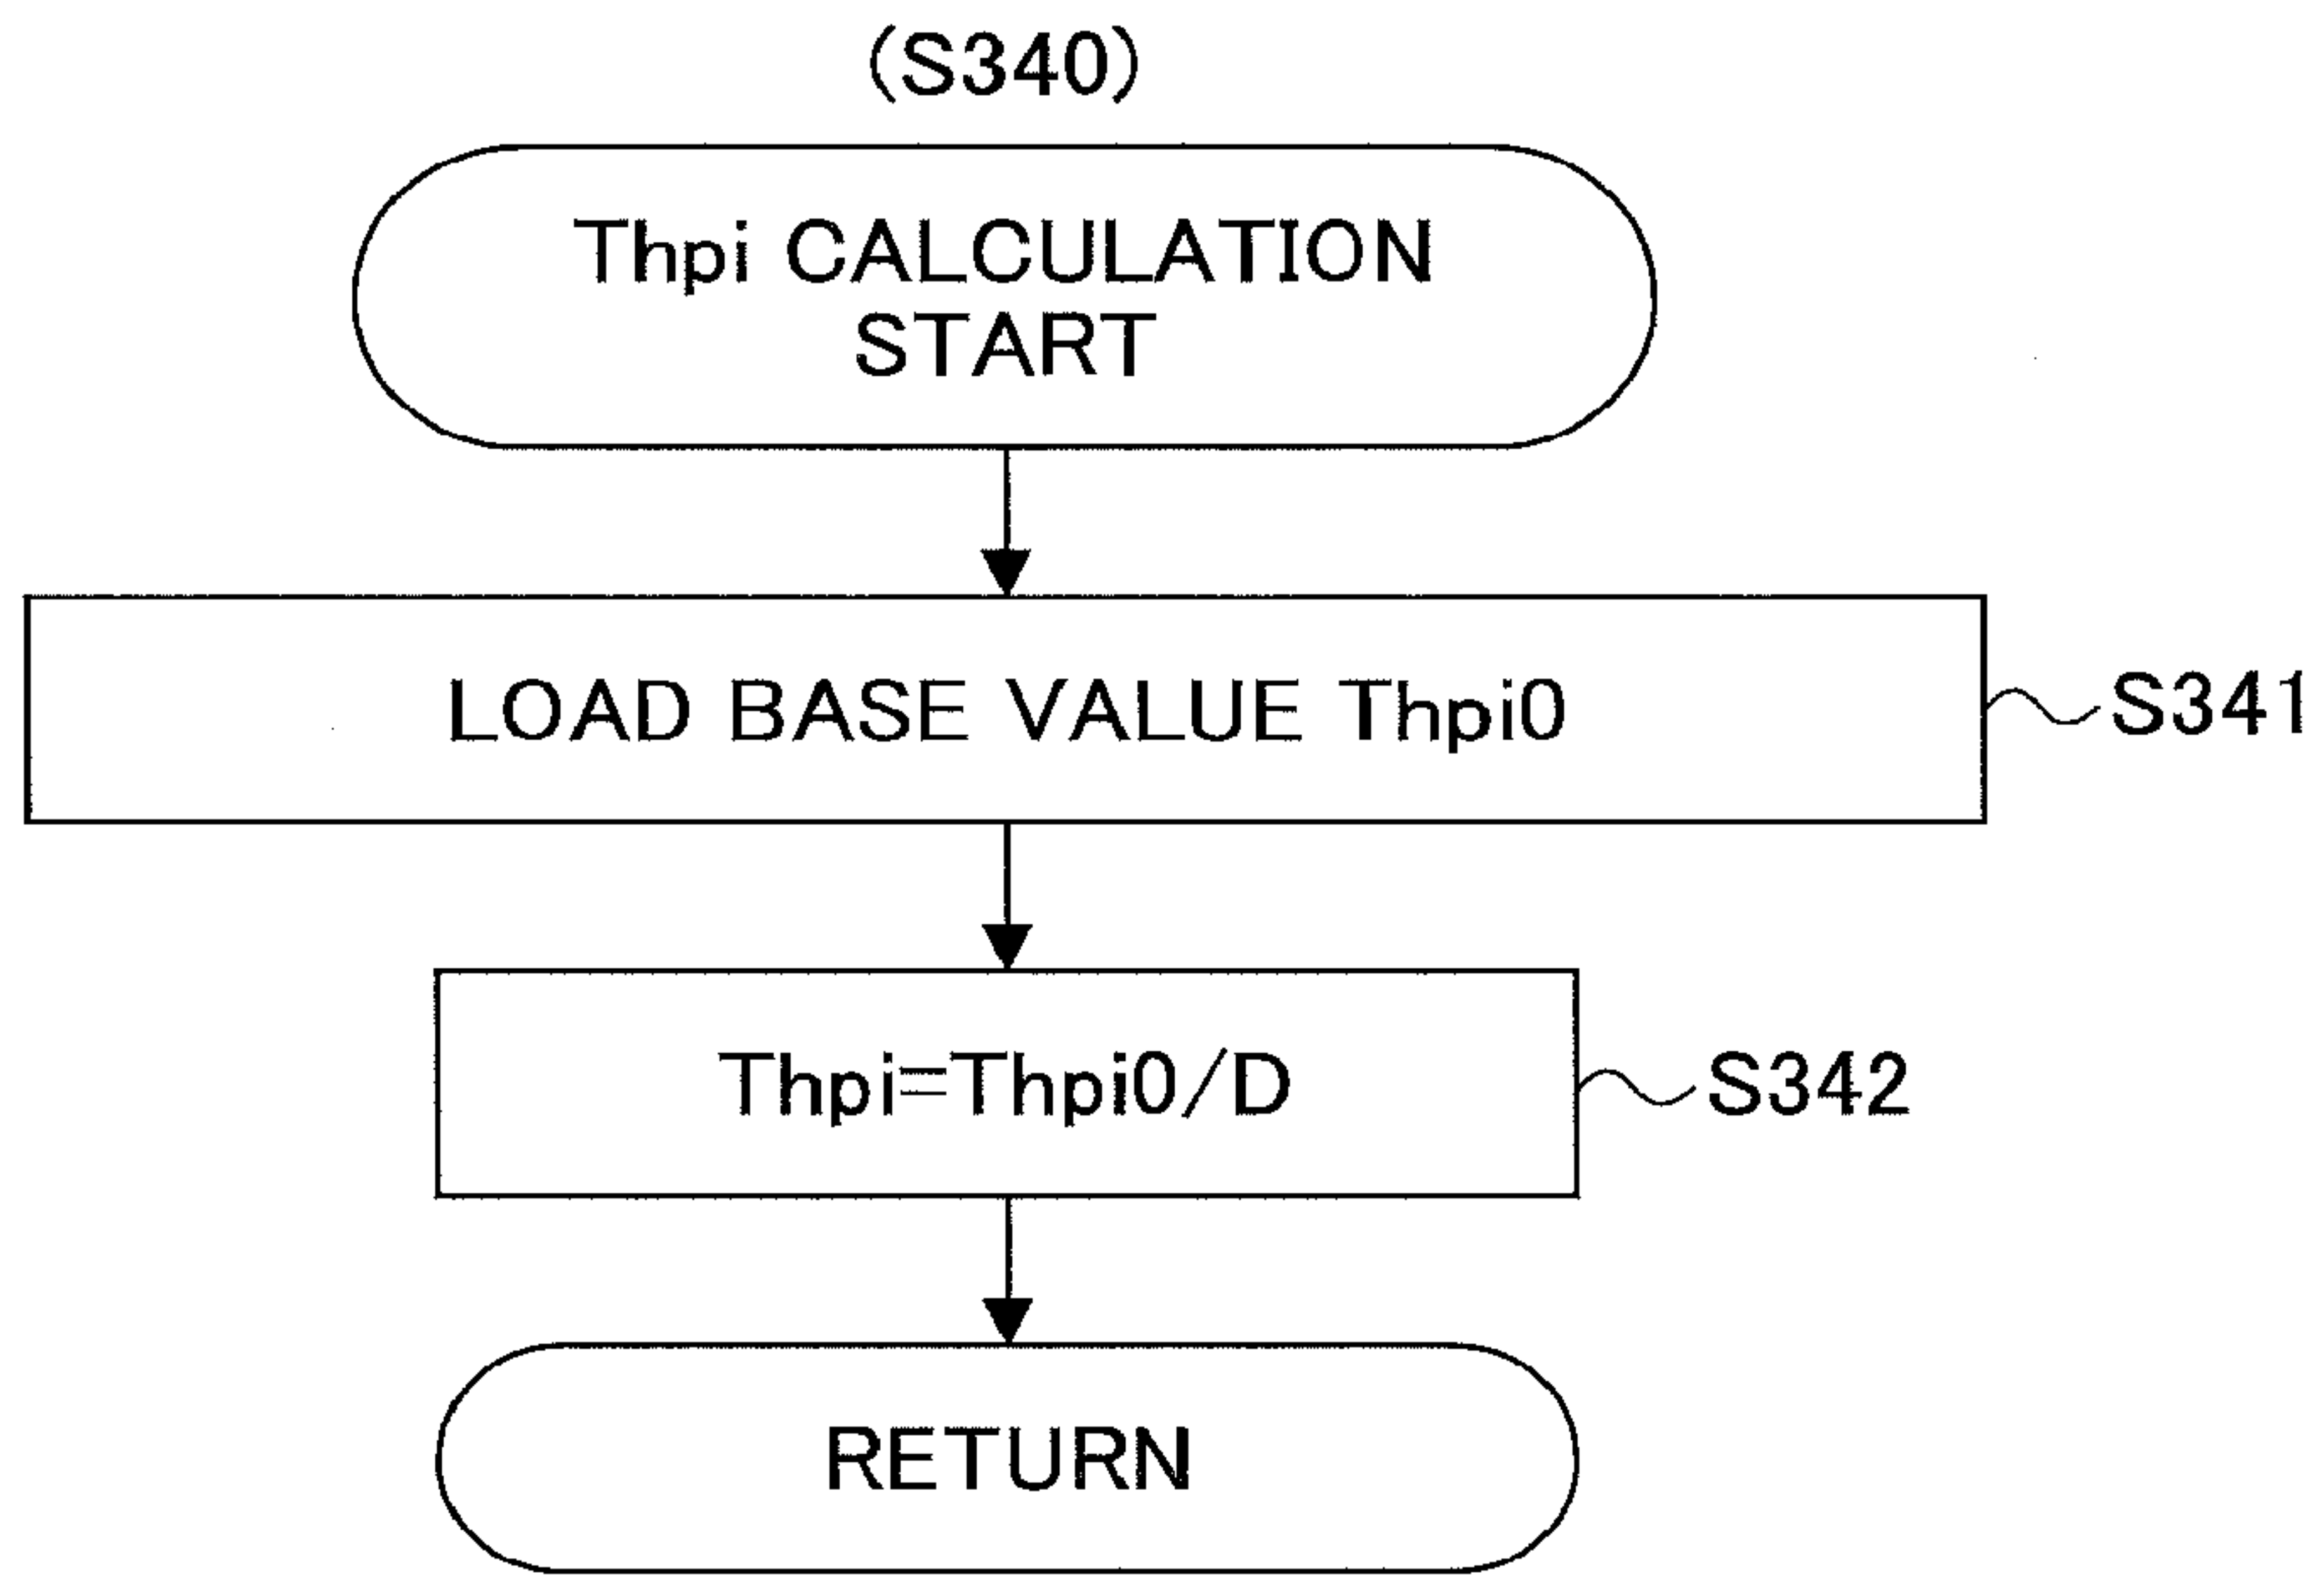 (S340)
Thpi CALCULATION
START
LOAD BASE VALUE Thpi0
S341
Thpi=Thpi0/D
S342
RETURN